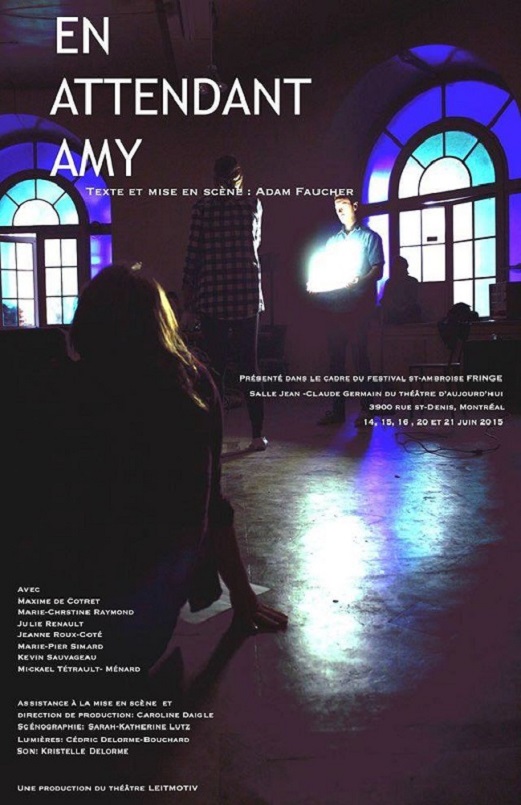 EN
ATTENDANT
AMY
TEXTE ET MISE EN SCÈNE : ADAM FAUCHER
PRÉSENTÉ DANS LE CADRE DU FESTIVAL ST-AMBROISE FRINGE
SALLE JEAN -CLAUDE GERMAIN DU THÉÂTRE D'AUJOURD'HUI
3900 RUE ST-DENIS, MONTRÉAL
14, 15, 16 , 20 ET 21 JUIN 2015
AVEC
MAXIME DE COTRET
MARIE-CHRSTINE RAYMOND
JULIE RENAULT
JEANNE ROUX-COTÉ
MARIE-PIER SIMARD
KEVIN SAUVAGEAU
MICKAEL TÉTRAULT- MÉNARD
ASSISTANCE À LA MISE EN SCÈNE ET
DIRECTION DE PRODUCTION: CAROLINE DAIGLE
SCÉNOGRAPHIE: SARAH-KATHERINE LUTZ
LUMIÈRES: CÉDRIC DELORME-BOUCHARD
SON: KRISTELLE DELORME
UNE PRODUCTION DU THÉÂTRE LEITMOTIV